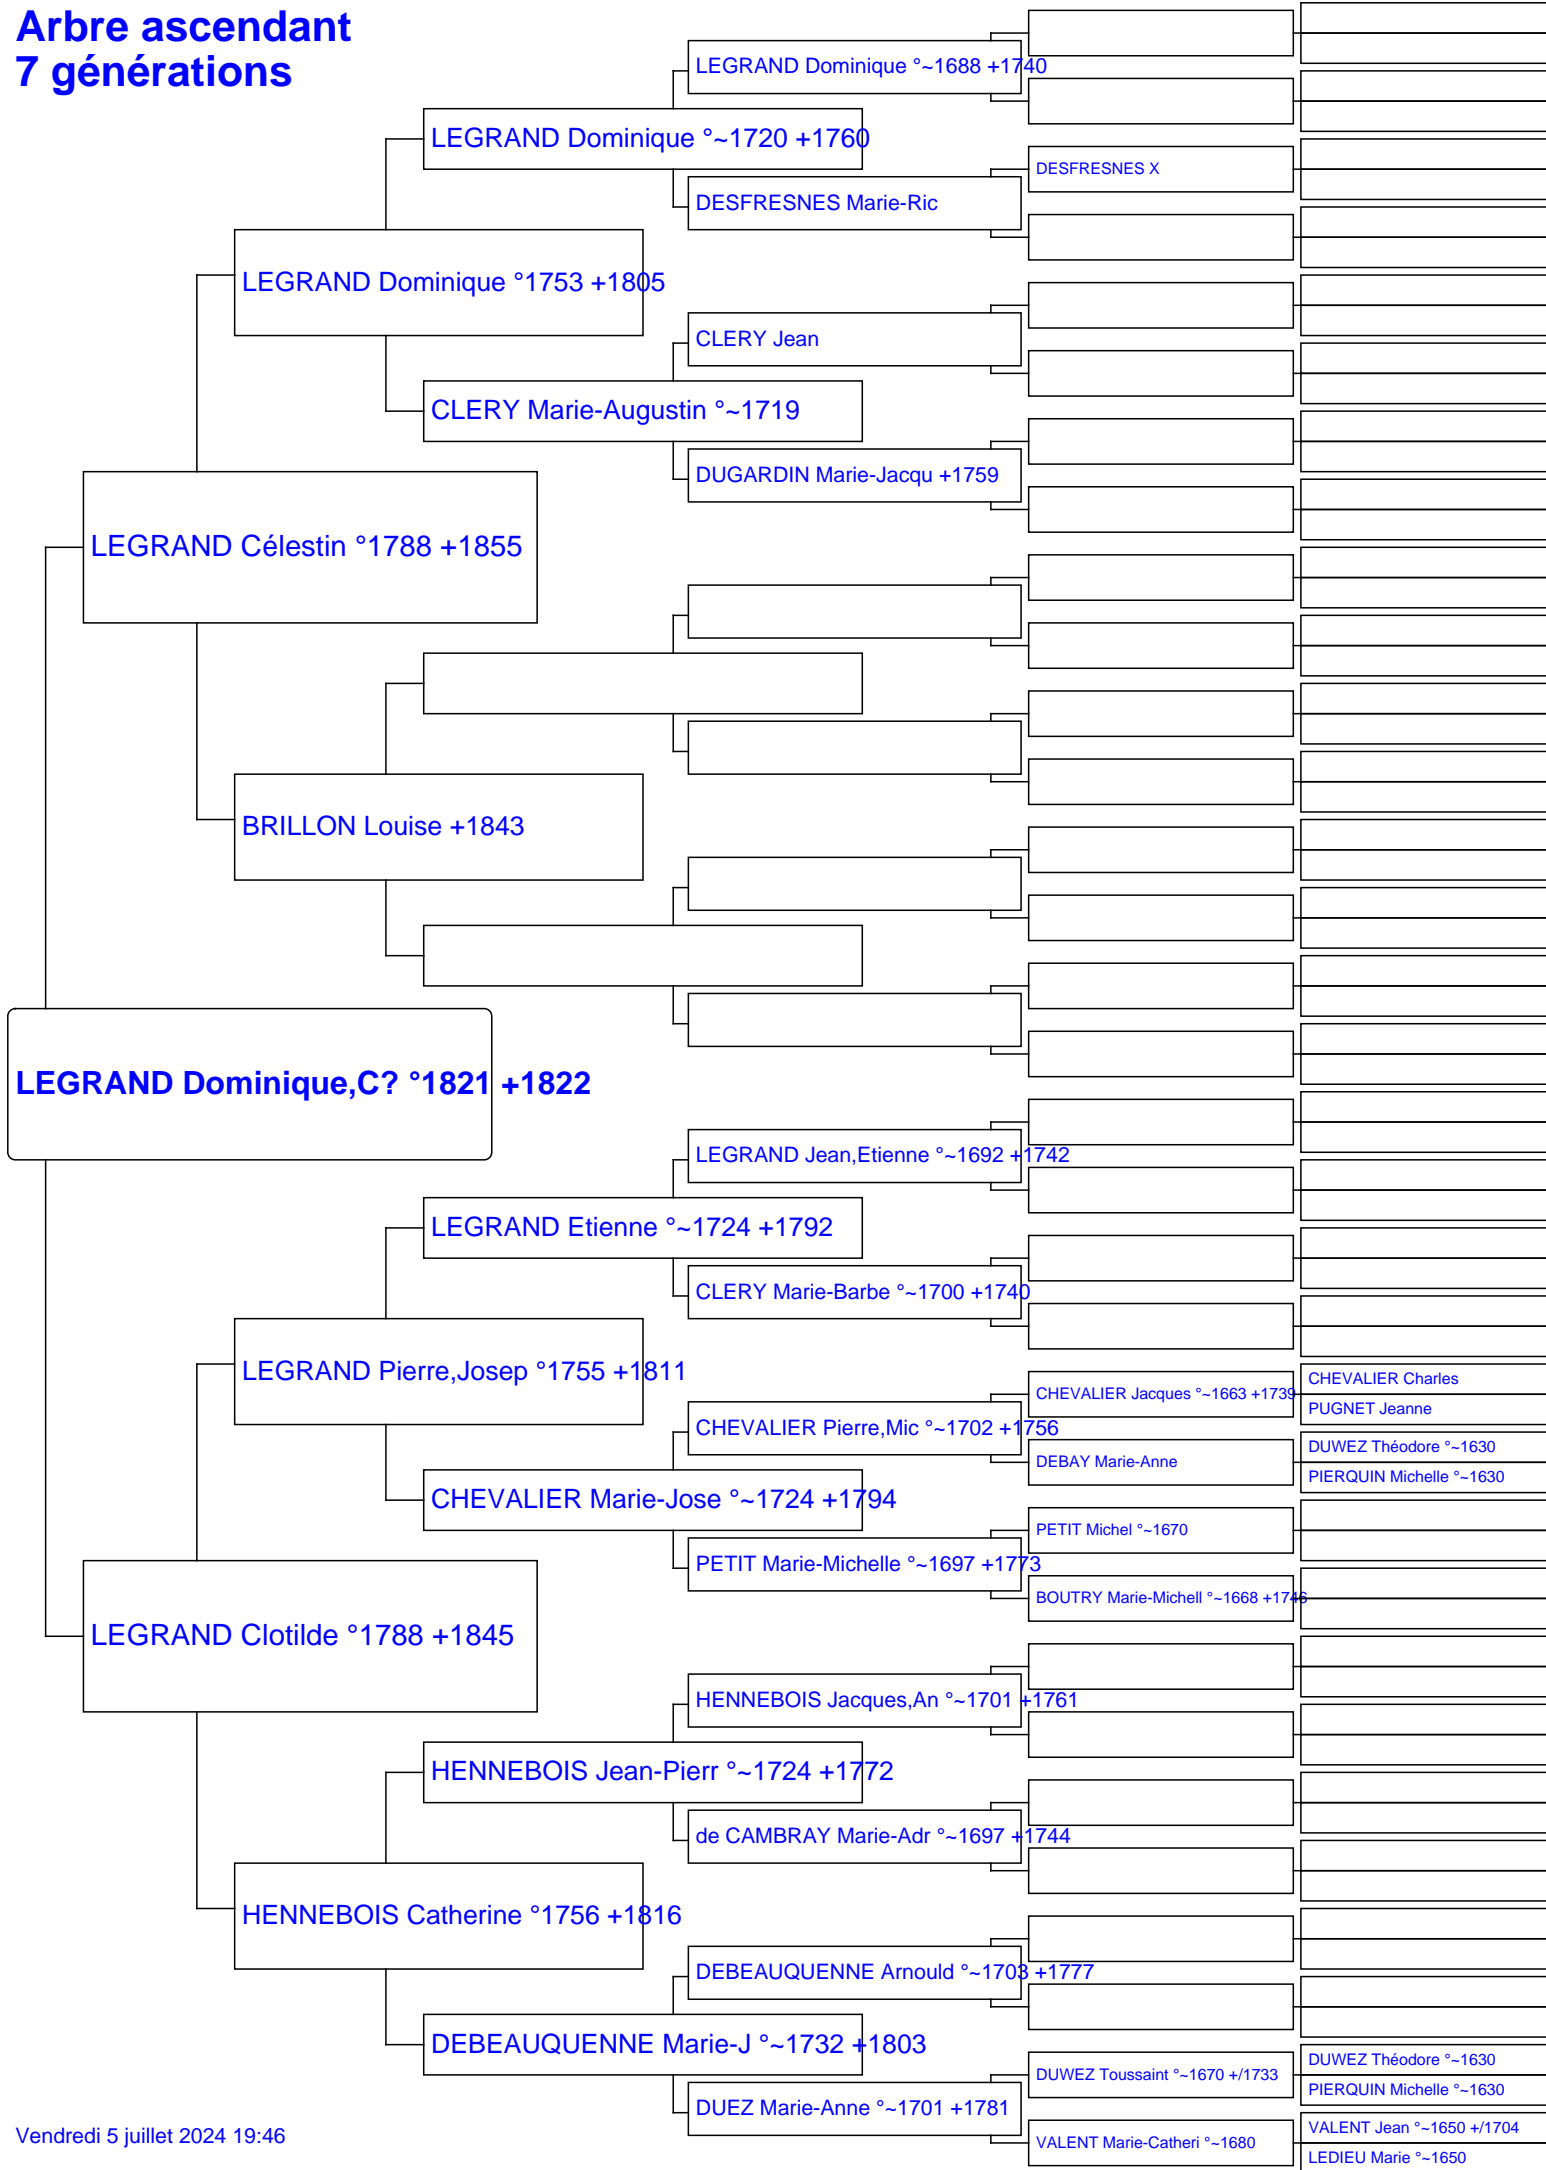 Arbre ascendant
7 générations
LEGRAND Dominique °~1688 +1740
LEGRAND Dominique °~1720 +1760
DESFRESNES X
DESFRESNES Marie-Ric
LEGRAND Dominique °1753 +1805
CLERY Jean
CLERY Marie-Augustin °~1719
DUGARDIN Marie-Jacqu +1759
LEGRAND Célestin °1788 +1855
BRILLON Louise +1843
LEGRAND Dominique,C? °1821 +1822
LEGRAND Jean,Etienne °~1692 +1742
LEGRAND Etienne °~1724 +1792
CLERY Marie-Barbe °~1700 +1740
LEGRAND Pierre,Josep °1755 +1811
CHEVALIER Charles
CHEVALIER Jacques °~1663 +1739
PUGNET Jeanne
CHEVALIER Pierre,Mic °~1702 +1756
DUWEZ Théodore °~1630
DEBAY Marie-Anne
PIERQUIN Michelle °~1630
CHEVALIER Marie-Jose °~1724 +1794
PETIT Michel °~1670
PETIT Marie-Michelle °~1697 +1773
BOUTRY Marie-Michell °~1668 +1746
LEGRAND Clotilde °1788 +1845
HENNEBOIS Jacques,An °~1701 +1761
HENNEBOIS Jean-Pierr °~1724 +1772
de CAMBRAY Marie-Adr °~1697 +1744
HENNEBOIS Catherine °1756 +1816
DEBEAUQUENNE Arnould °~1703 +1777
DEBEAUQUENNE Marie-J °~1732 +1803
DUWEZ Théodore °~1630
DUWEZ Toussaint °~1670 +/1733
PIERQUIN Michelle °~1630
DUEZ Marie-Anne °~1701 +1781
VALENT Jean °~1650 +/1704
VALENT Marie-Catheri °~1680
LEDIEU Marie °~1650
Vendredi 5 juillet 2024 19:46